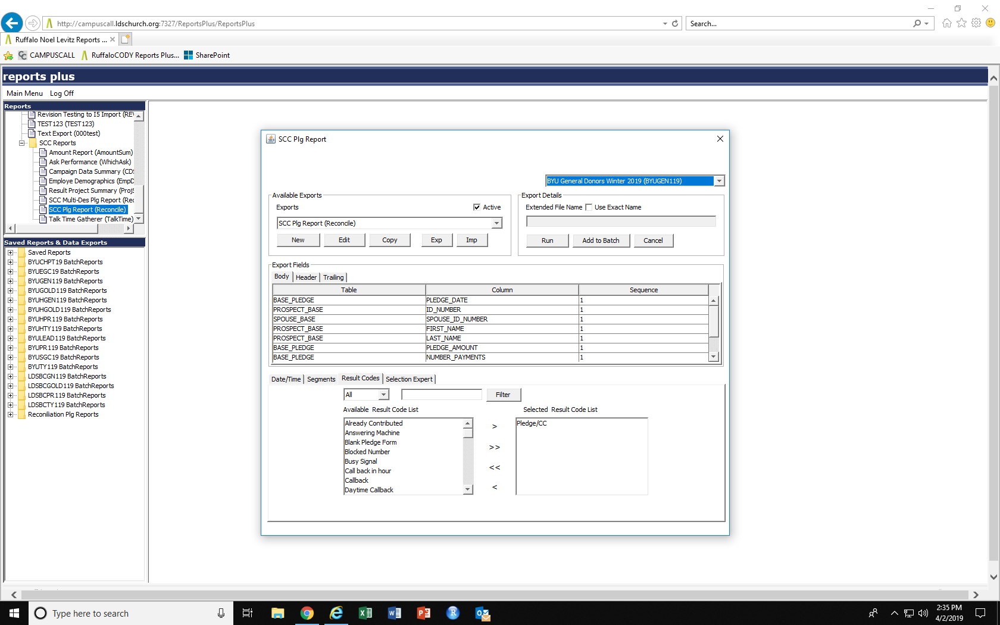 http://campuscall.ldschurch.org:7327/ReportsPlus/ReportsPlus
Search...
Ruffalo Noel Levitz Reports ...
CAMPUSCALL
RuffaloCODY Reports Plus...
SharePoint
reports plus
Main Menu Log Off
Reports
Revision Testing to I5 Import (REV
TEST123 (TEST123)
Text Export (000test)
SCC Reports
Amount Report (AmountSum)
Ask Performance (WhichAsk)
Campaign Data Summary (CDS
Employe Demographics (EmpD
Result Project Summary (ProjS
SCC Multi-Des Plg Report (Rec
SCC Plg Report (Reconcile)
Talk Time Gatherer (TalkTime)
Saved Reports & Data Exports
Saved Reports
BYUCHPT19 BatchReports
BYUEGC19 BatchReports
BYUGEN119 BatchReports
BYUGOLD119 BatchReports
BYUHGEN119 BatchReports
BYUHGOLD119 BatchReports
BYUHPR119 BatchReports
BYUHTY119 BatchReports
BYULEAD119 BatchReports
BYUPR119 BatchReports
BYUSGC19 BatchReports
BYUTY119 BatchReports
LDSBCGN119 BatchReports
LDSBCGOLD119 BatchReports
LDSBCPR119 BatchReports
LDSBCTY119 BatchReports
Reconiliation Plg Reports
SCC Plg Report
BYU General Donors Winter 2019 (BYUGEN119)
Available Exports
Exports
Active
SCC Plg Report (Reconcile)
New Edit Copy Exp Imp
Export Details
Extended File Name Use Exact Name
Run Add to Batch Cancel
Export Fields
Body Header Trailing
Table Column Sequence
BASE_PLEDGE PLEDGE_DATE 1
PROSPECT_BASE ID_NUMBER 1
SPOUSE_BASE SPOUSE_ID_NUMBER 1
PROSPECT_BASE FIRST_NAME 1
PROSPECT_BASE LAST_NAME 1
BASE_PLEDGE PLEDGE_AMOUNT 1
BASE_PLEDGE NUMBER_PAYMENTS 1
Date/Time Segments Result Codes Selection Expert
All Filter
Available Result Code List
Already Contributed
Answering Machine
Blank Pledge Form
Blocked Number
Busy Signal
Call back in hour
Callback
Daytime Callback
>
>>
<<
<
Selected Result Code List
Pledge/CC
Type here to search
2:35 PM
4/2/2019